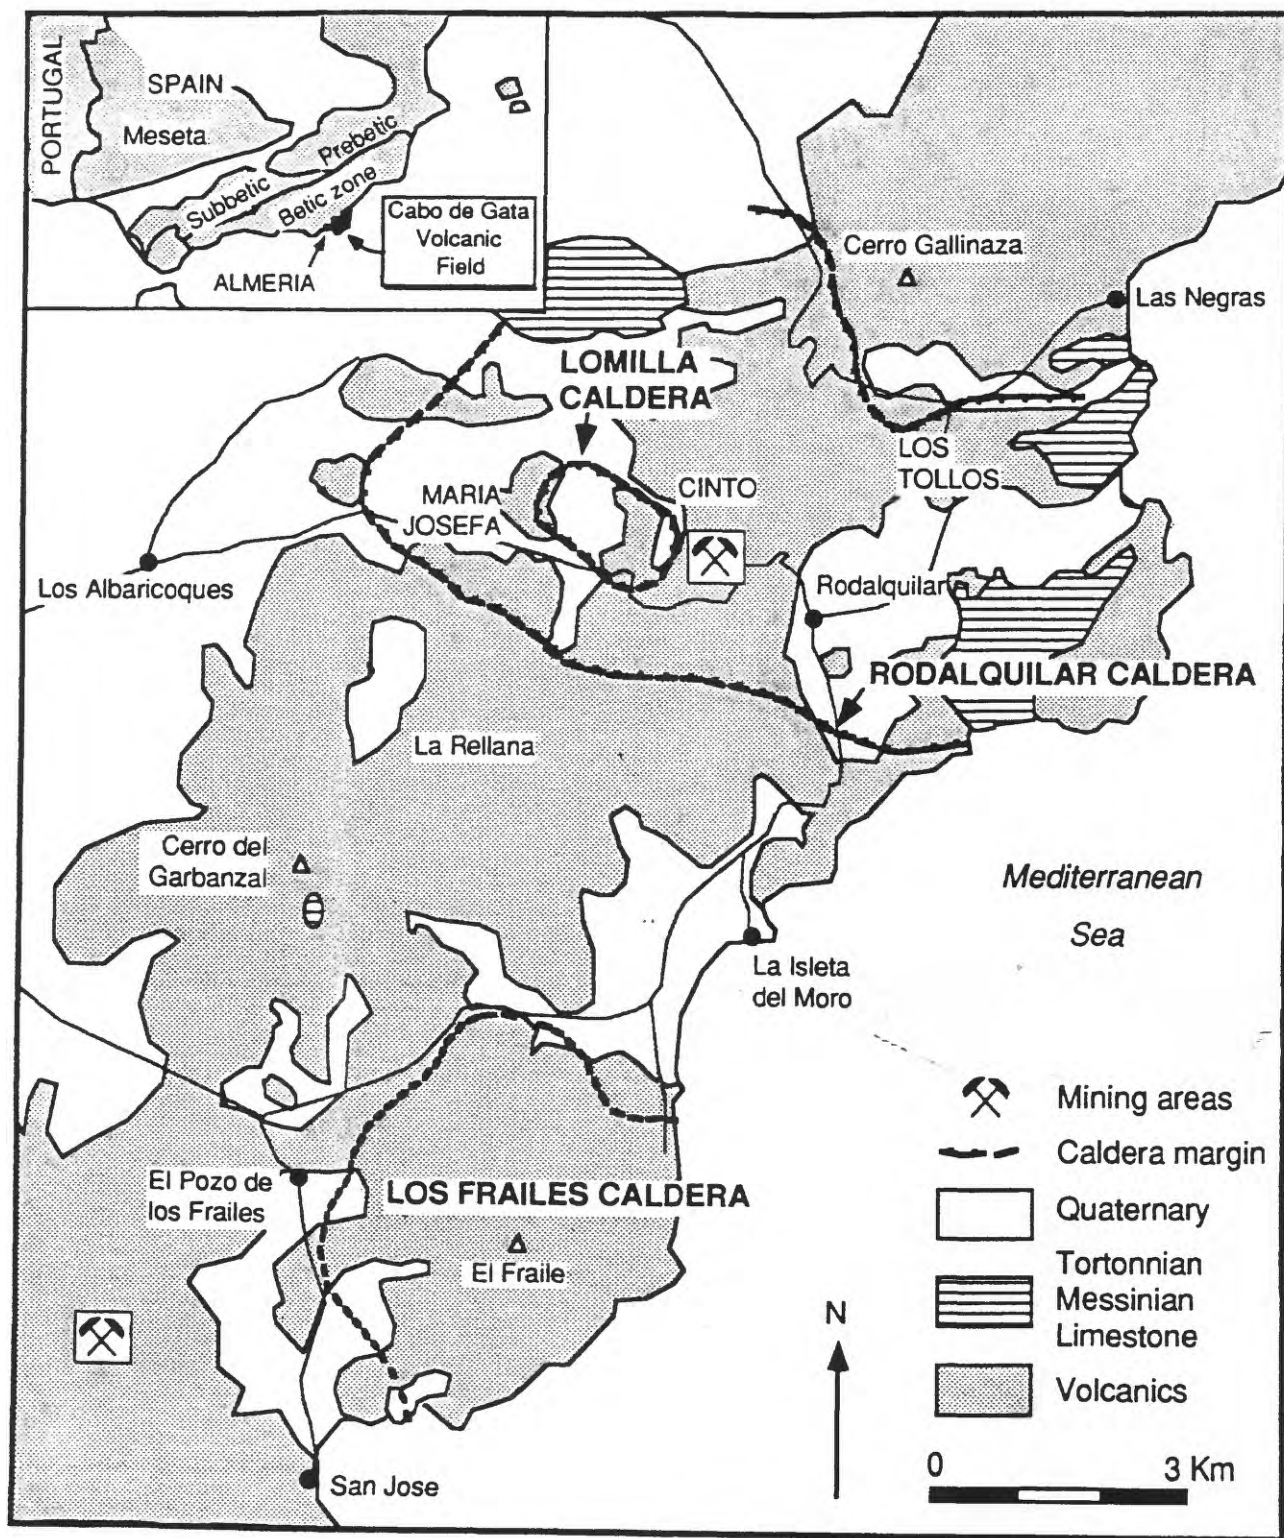 PORTUGAL
SPAIN
Meseta
Prebetic
Subbetic
Betic zone
Cabo de Gata
Volcanic
Field
ALMERIA
Cerro Gallinaza
Las Negras
LOMILLA
CALDERA
LOS
TOLLOS
MARIA
JOSEFA
CINTO
Los Albaricoques
Rodalquilar
RODALQUILAR CALDERA
La Rellana
Cerro del
Garbanzal
Mediterranean
Sea
La Isleta
del Moro
El Pozo de
los Frailes
LOS FRAILES CALDERA
El Fraile
San Jose
N
Mining areas
Caldera margin
Quaternary
Tortonnian
Messinian
Limestone
Volcanics
0 3 Km